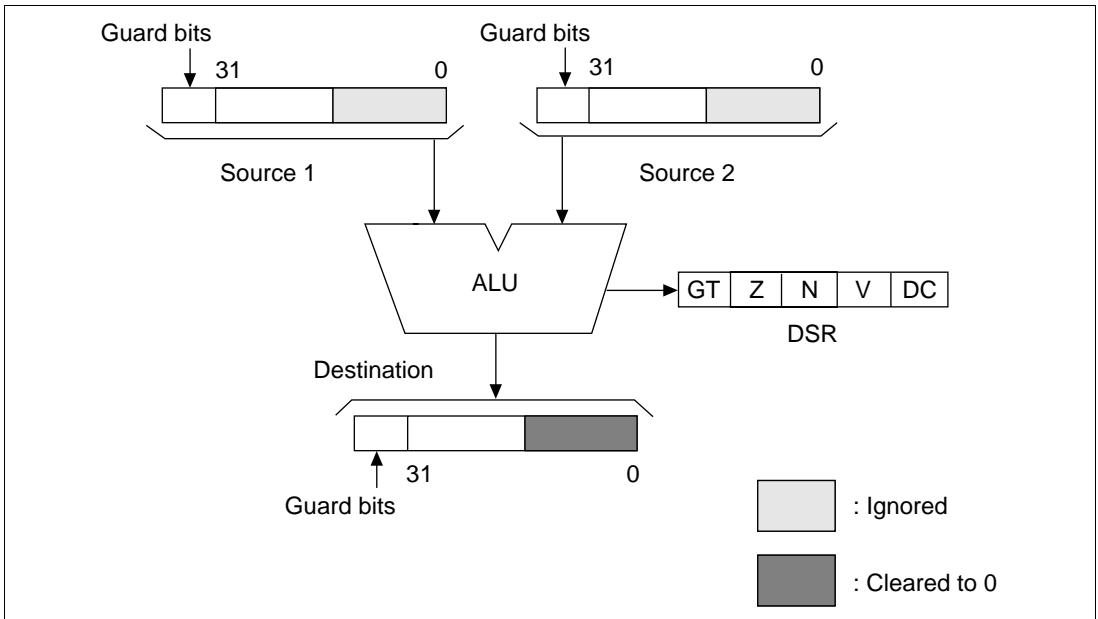 Guard bits
Guard bits
31
0
31
0
Source 1
Source 2
ALU
GT Z N V DC
DSR
Destination
31
0
Guard bits
: Ignored
: Cleared to 0